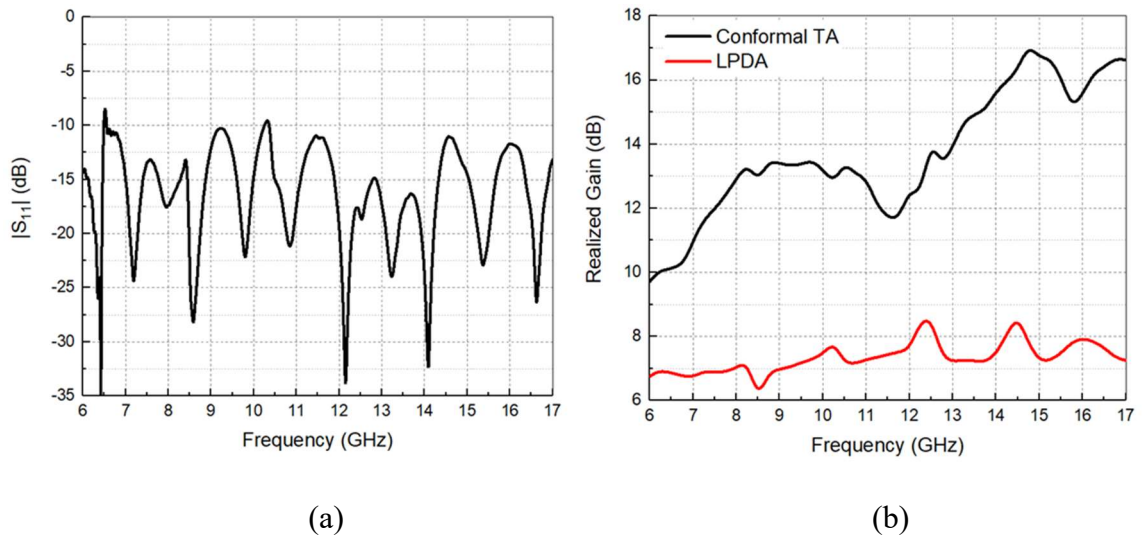 0
-5
-10
-15
-20
-25
-30
-35
|S11| (dB)
6 7 8 9 10 11 12 13 14 15 16 17
Frequency (GHz)
(a)
18
16
14
12
10
8
6
Realized Gain (dB)
Conformal TA
LPDA
6 7 8 9 10 11 12 13 14 15 16 17
Frequency (GHz)
(b)